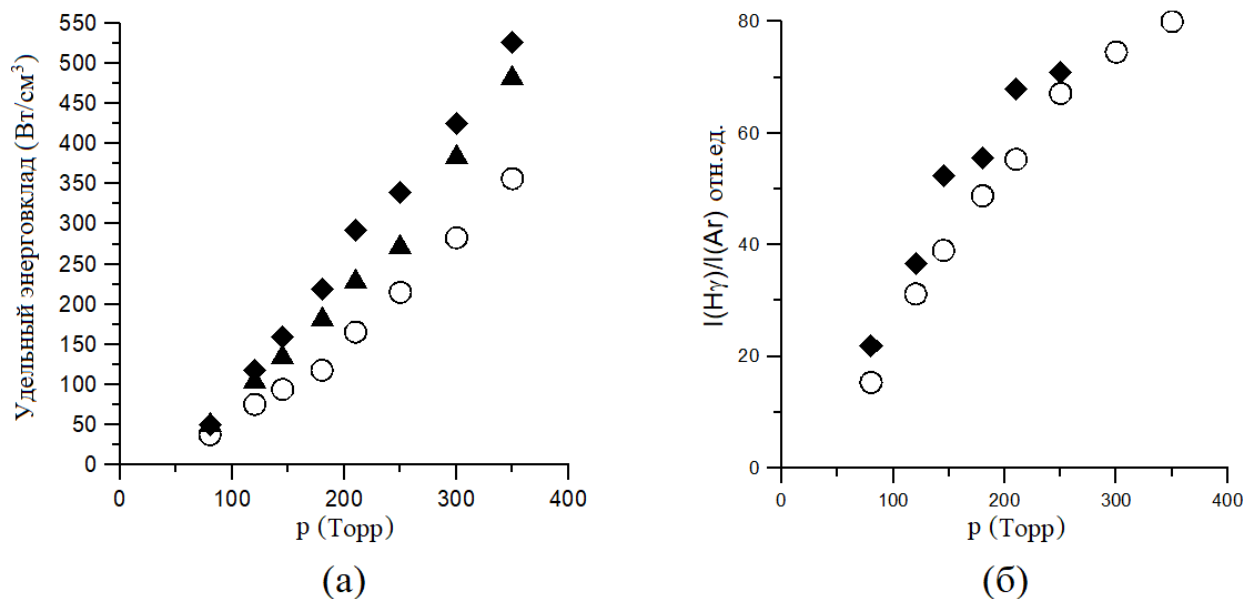 Удельный энерговклад (Вт/см³)
550
500
450
400
350
300
250
200
150
100
50
0
0 100 200 300 400
p (Торр)
(а)
I(Hγ)/I(Ar) отн.ед.
80
60
40
20
0
0 100 200 300 400
p (Торр)
(б)